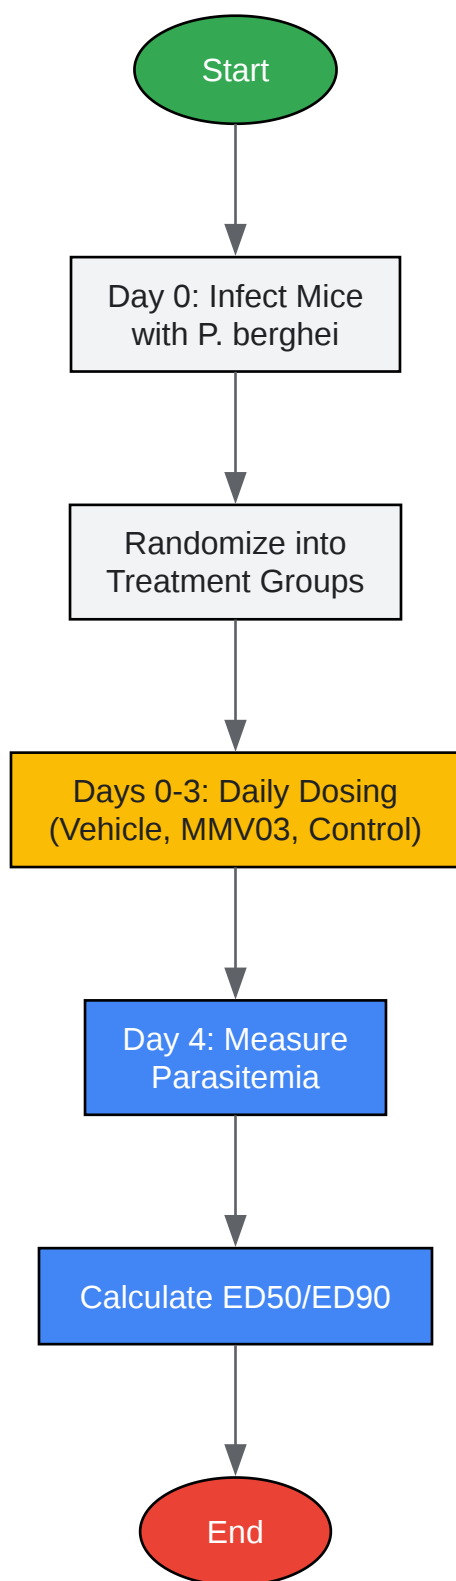 Start
Day 0: Infect Mice
with P. berghei
Randomize into
Treatment Groups
Days 0-3: Daily Dosing
(Vehicle, MMV03, Control)
Day 4: Measure
Parasitemia
Calculate ED50/ED90
End